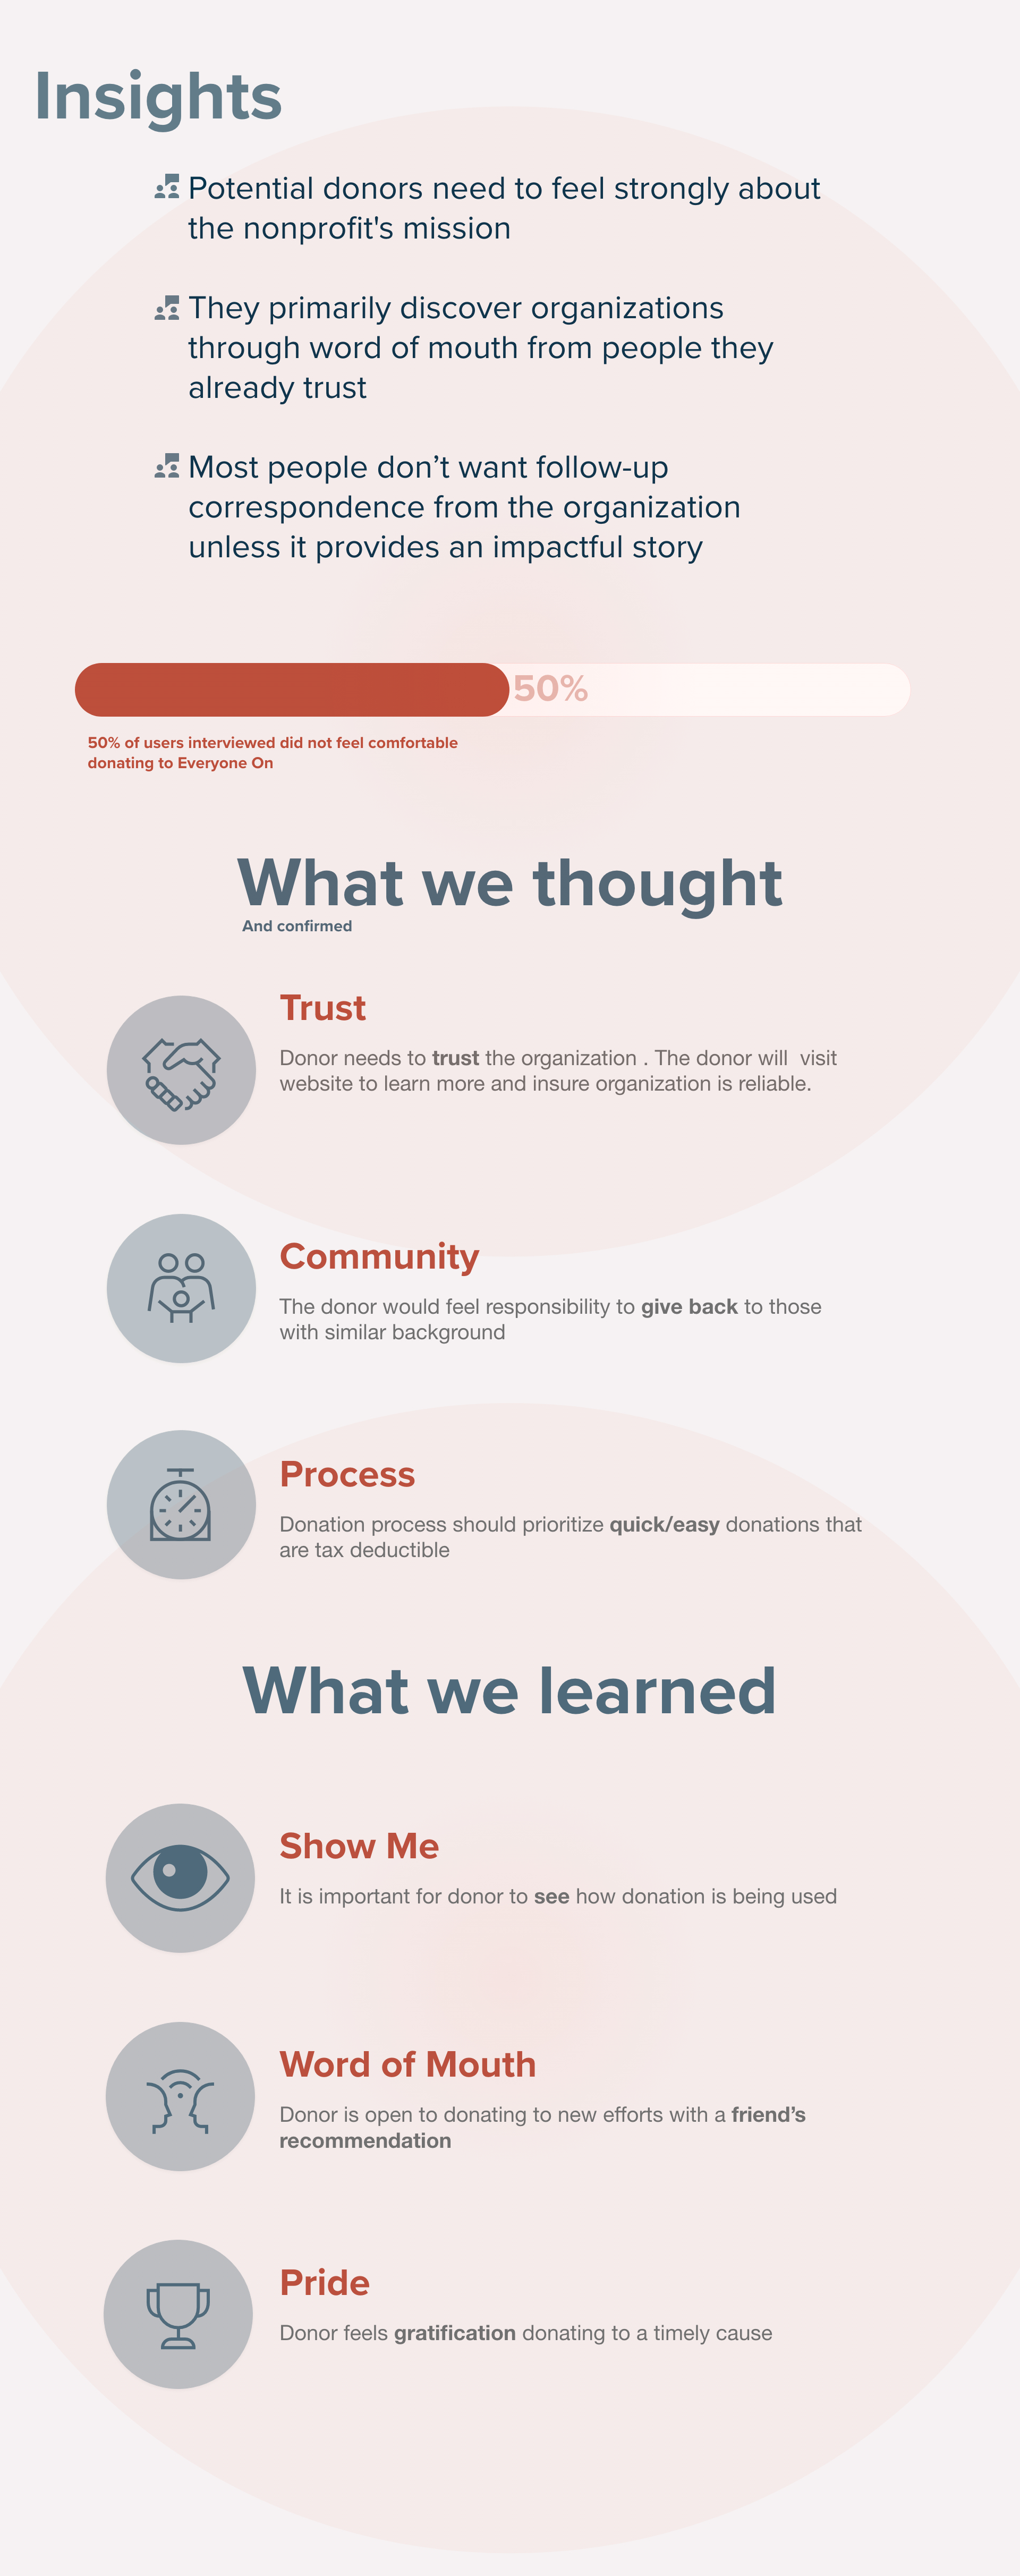 Insights
Potential donors need to feel strongly about
the nonprofit's mission
They primarily discover organizations
through word of mouth from people they
already trust
Most people don’t want follow-up
correspondence from the organization
unless it provides an impactful story
50%
50% of users interviewed did not feel comfortable
donating to Everyone On
What we thought
And confirmed
Trust
Donor needs to trust the organization . The donor will  visit
website to learn more and insure organization is reliable.
Community
The donor would feel responsibility to give back to those
with similar background
Process
Donation process should prioritize quick/easy donations that
are tax deductible
What we learned
Show Me
It is important for donor to see how donation is being used
Word of Mouth
Donor is open to donating to new efforts with a friend’s
recommendation
Pride
Donor feels gratification donating to a timely cause